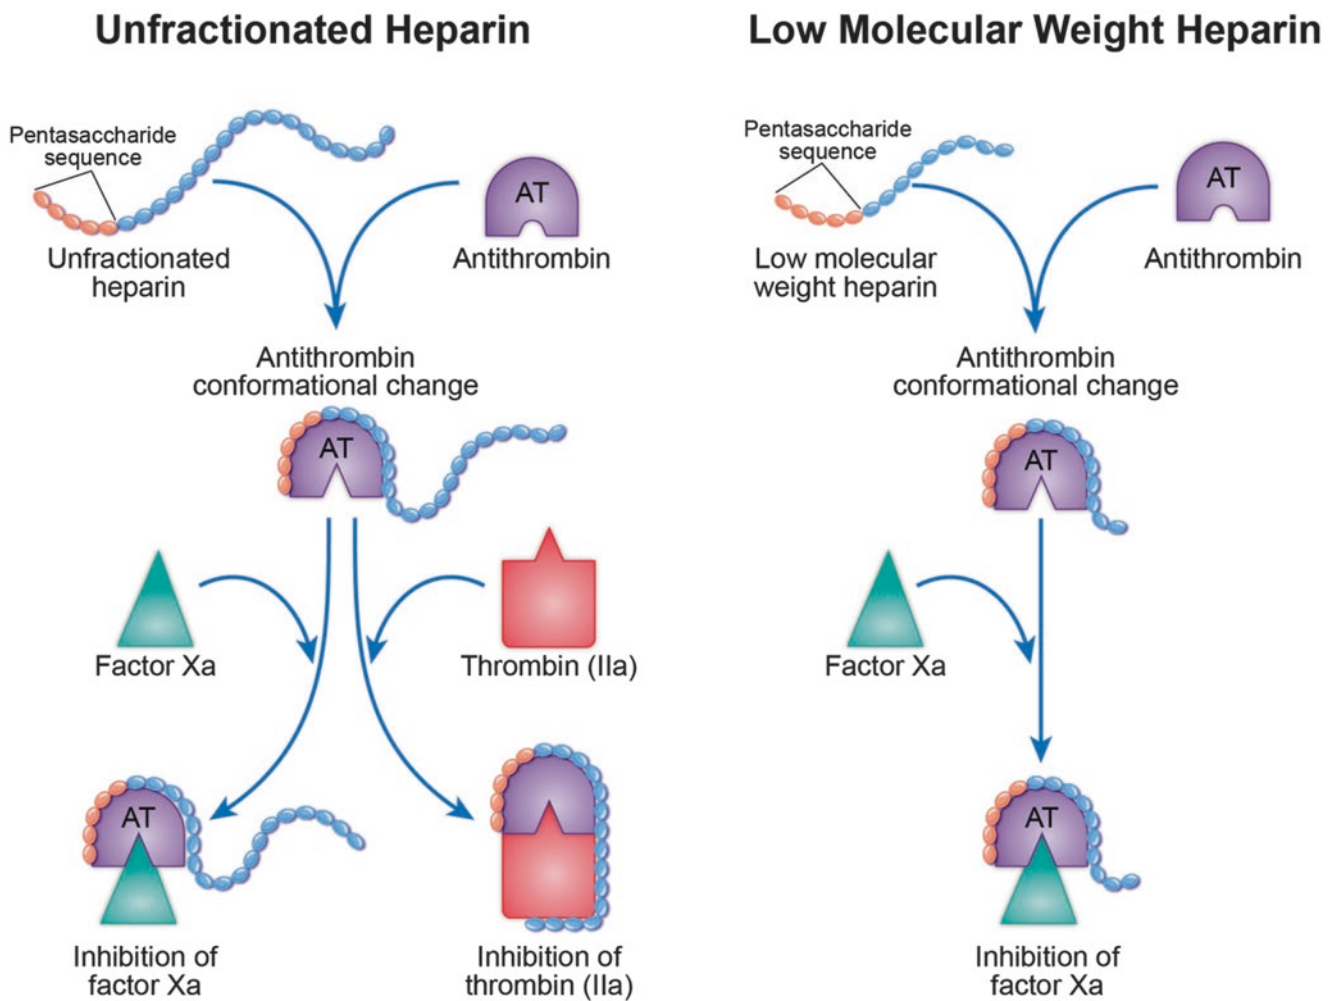 Unfractionated Heparin
Pentasaccharide
sequence
AT
Unfractionated
heparin
Antithrombin
Antithrombin
conformational change
AT
Factor Xa
Thrombin (IIa)
AT
Inhibition of
factor Xa
Inhibition of
thrombin (IIa)
Low Molecular Weight Heparin
Pentasaccharide
sequence
AT
Low molecular
weight heparin
Antithrombin
Antithrombin
conformational change
AT
Factor Xa
AT
Inhibition of
factor Xa